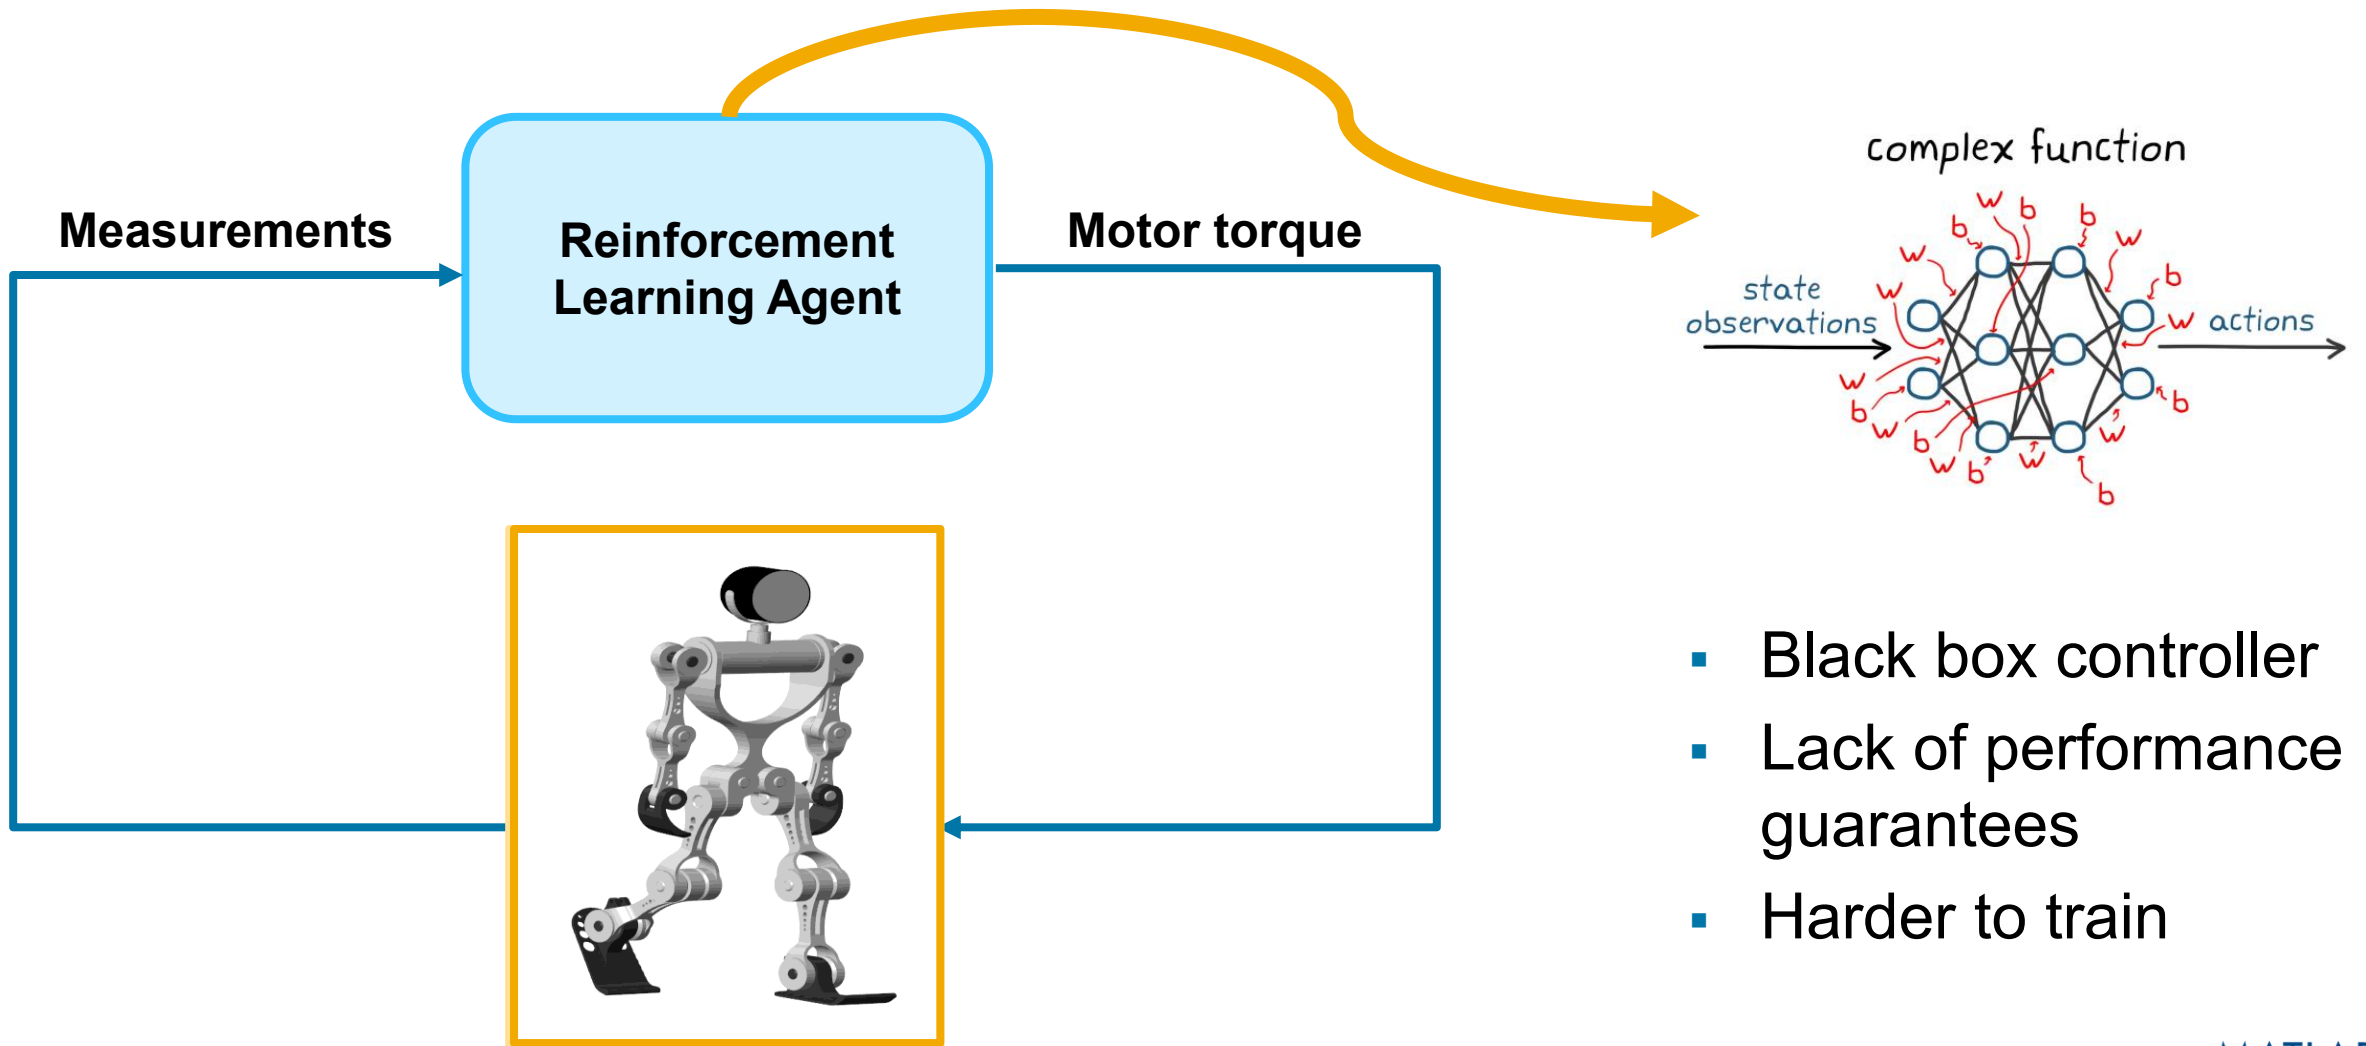 Measurements
Reinforcement
Learning Agent
Motor torque
complex function
w b b
b w
w b
w
state
observations
w actions
w
b b
w w
b
w b w
b
▪ Black box controller
▪ Lack of performance
guarantees
▪ Harder to train